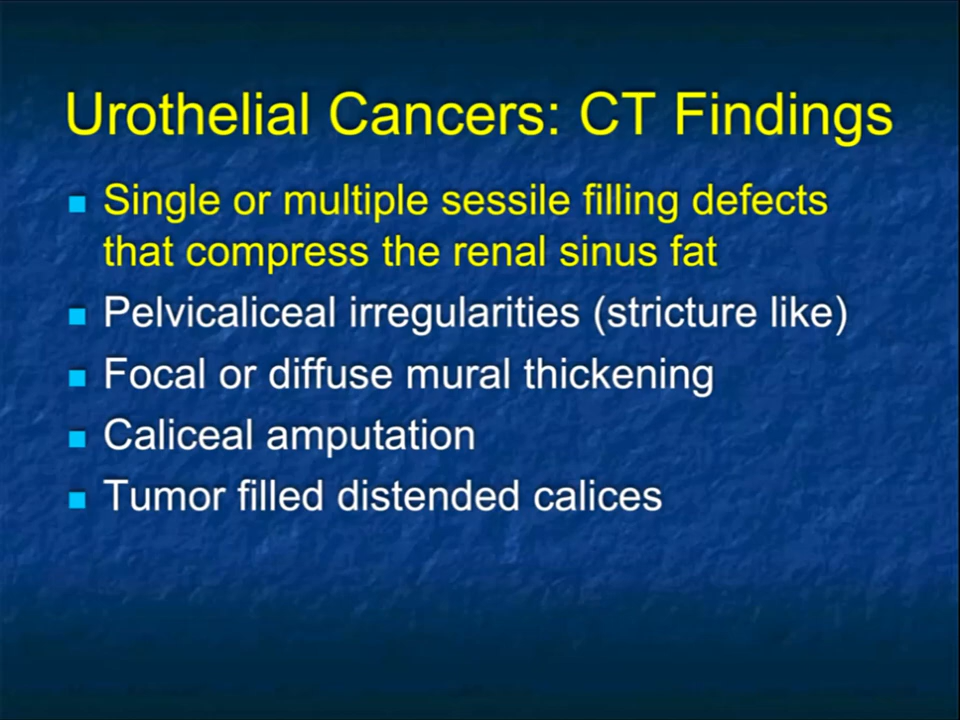 Urothelial Cancers: CT Findings
Single or multiple sessile filling defects
that compress the renal sinus fat
Pelvicaliceal irregularities (stricture like)
Focal or diffuse mural thickening
Caliceal amputation
Tumor filled distended calices